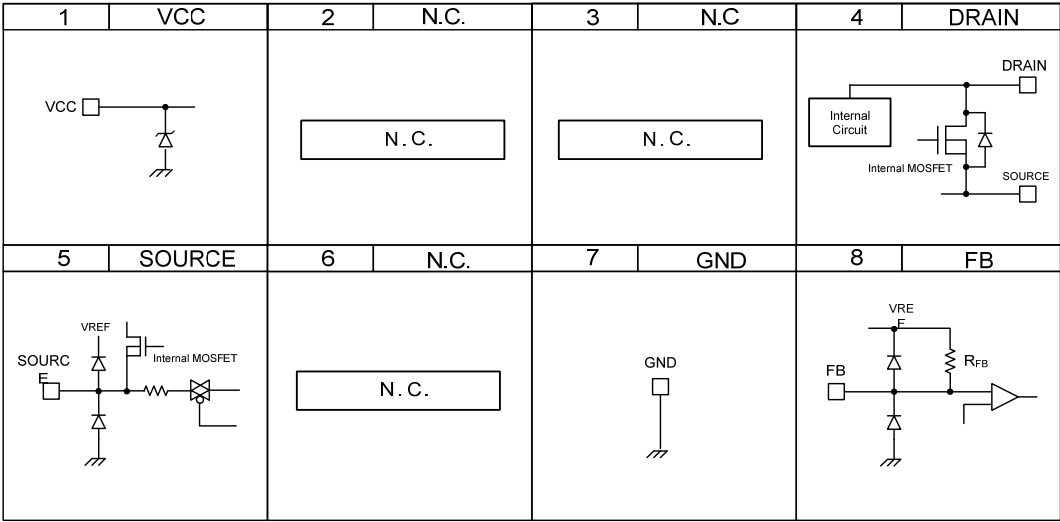 1 VCC 2 N.C. 3 N.C 4 DRAIN
VCC
N.C.
N.C.
DRAIN
Internal
Circuit
Internal MOSFET
SOURCE
5 SOURCE 6 N.C. 7 GND 8 FB
VREF
Internal MOSFET
SOURC
E
N.C.
GND
VRE
F
RFB
FB